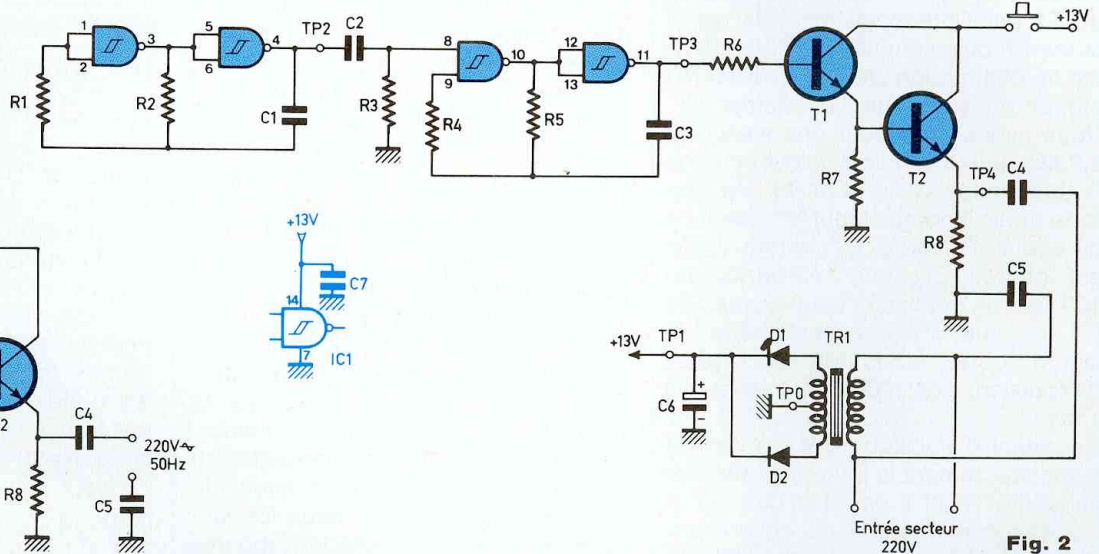 +13V
1
2
3
5
6
4
TP2
C2
8
9
10
12
13
11
TP3
R6
R1
R2
C1
R3
R4
R5
C3
T1
T2
R7
TP4
C4
R8
C5
+13V
C7
14
7
IC1
2
C4
220V~
50Hz
R8
C5
+13V
TP1
D1
TR1
TP0
C6
+
-
D2
Entrée secteur
220V
Fig. 2